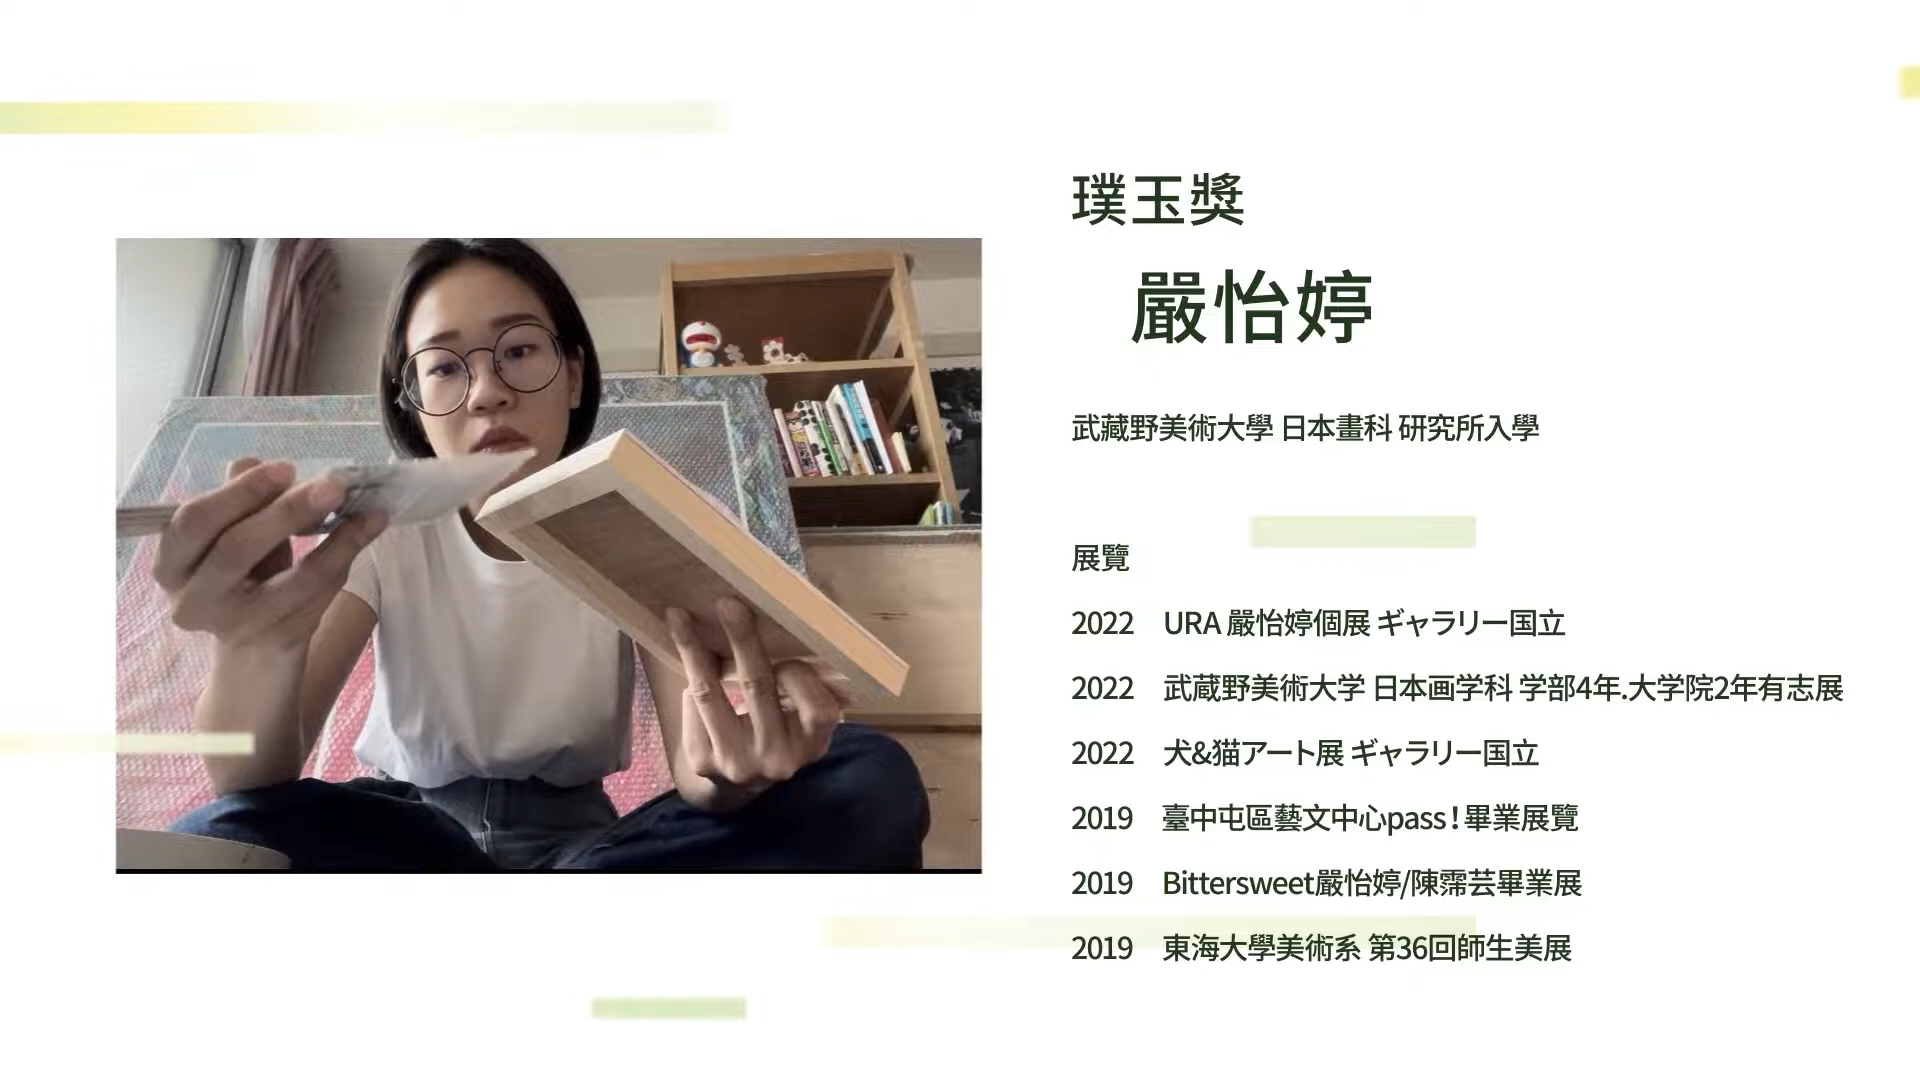 璞玉獎
嚴怡婷
武藏野美術大學 日本畫科 研究所入學
展覽
2022 URA 嚴怡婷個展 ギャラリー国立
2022 武蔵野美術大学 日本画学科 学部4年.大学院2年有志展
2022 犬&猫アート展 ギャラリー国立
2019 臺中屯區藝文中心pass!畢業展覽
2019 Bittersweet嚴怡婷/陳霈芸畢業展
2019 東海大學美術系 第36回師生美展